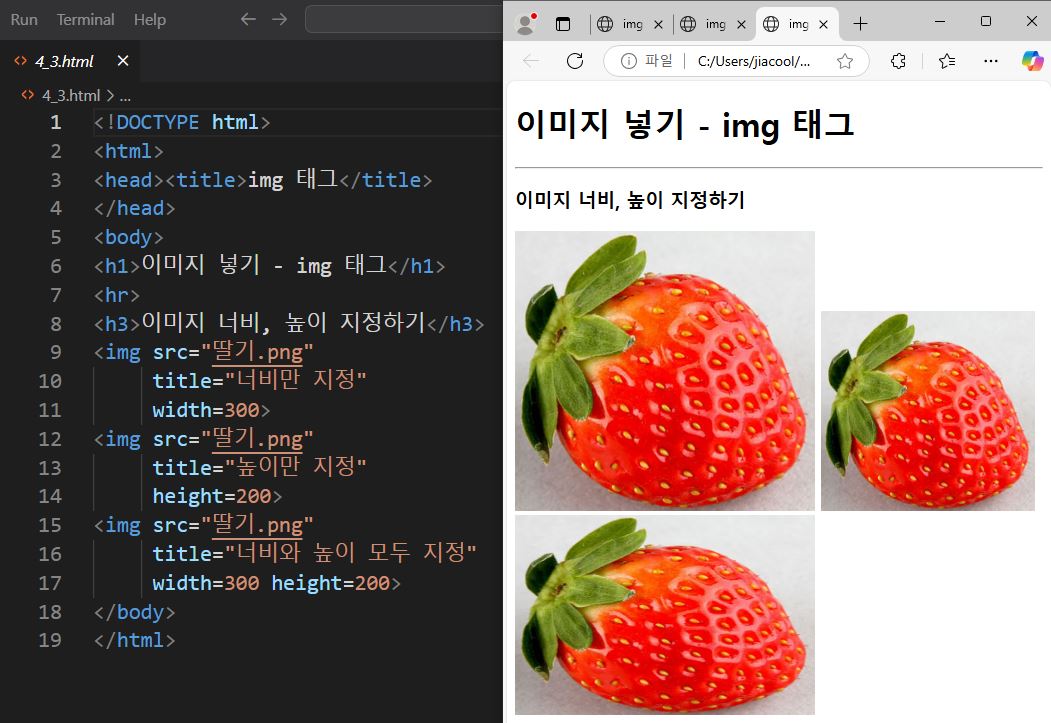 Run Terminal Help
4_3.html
4_3.html > ...
1 <!DOCTYPE html>
2 <html>
3 <head><title>img 태그</title>
4 </head>
5 <body>
6 <h1>이미지 넣기 - img 태그</h1>
7 <hr>
8 <h3>이미지 너비, 높이 지정하기</h3>
9 <img src="딸기.png"
10 title="너비만 지정"
11 width=300>
12 <img src="딸기.png"
13 title="높이만 지정"
14 height=200>
15 <img src="딸기.png"
16 title="너비와 높이 모두 지정"
17 width=300 height=200>
18 </body>
19 </html>
img img img
파일 C:/Users/jiacool/...
이미지 넣기 - img 태그
이미지 너비, 높이 지정하기